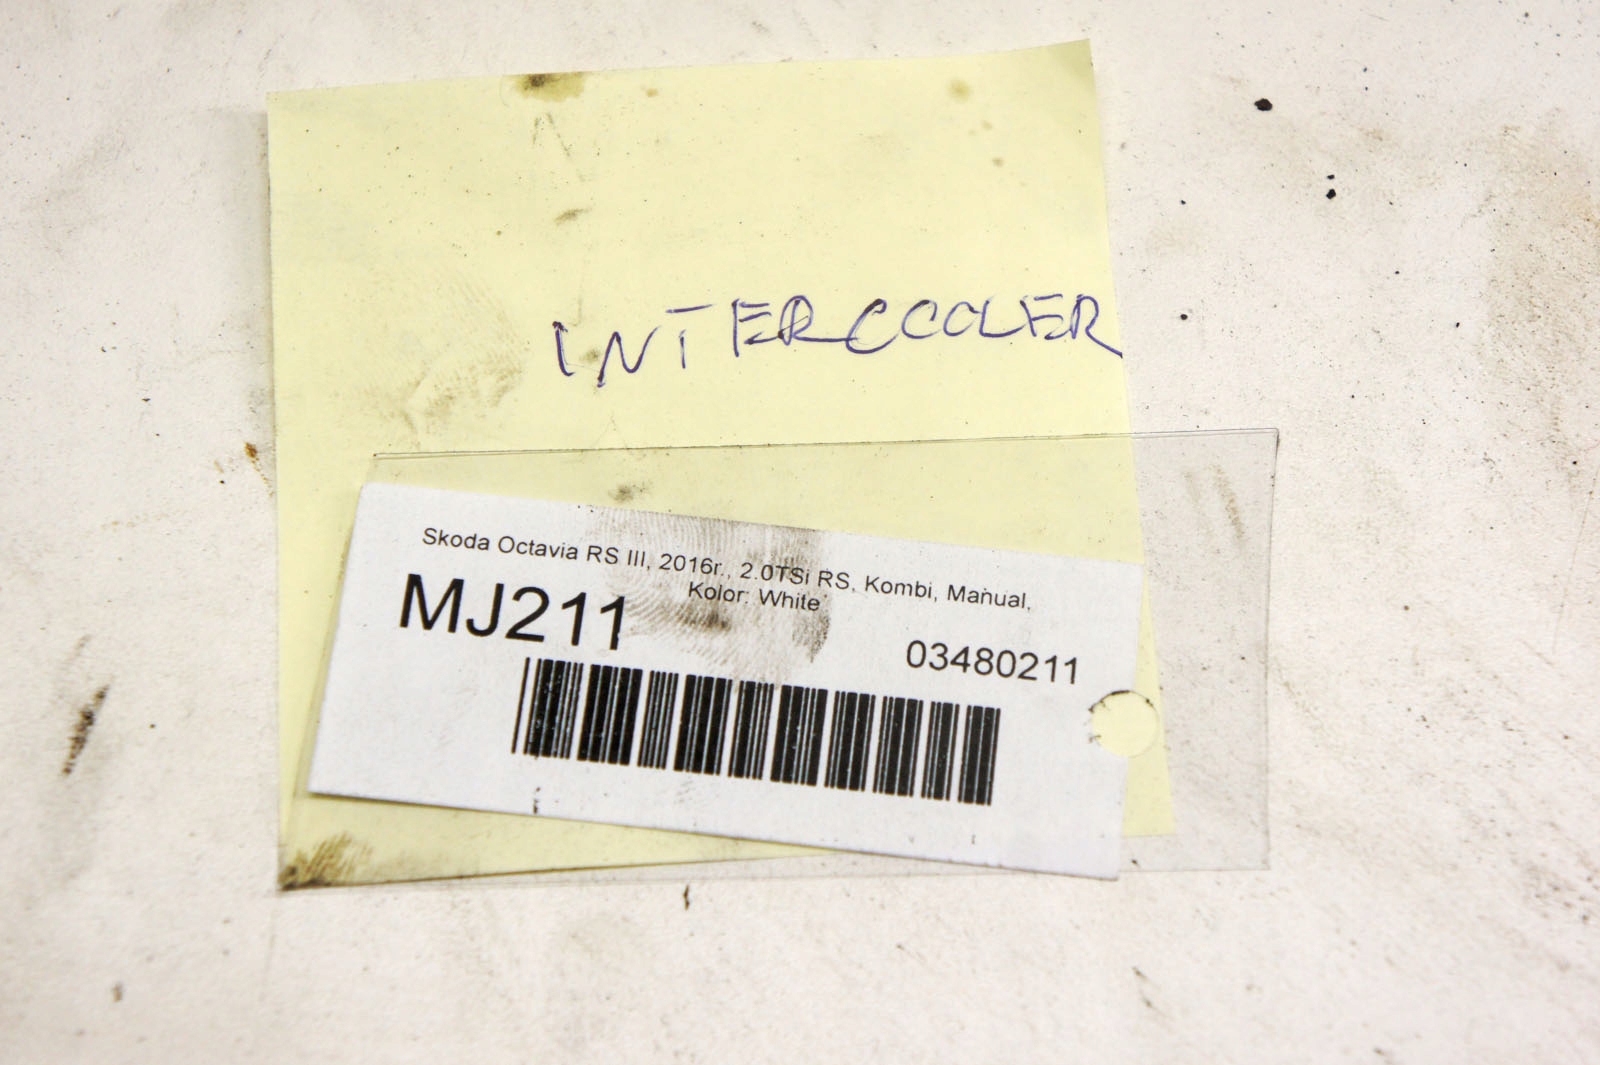 INTERCOOLER
Skoda Octavia RS III, 2016r., 2.0TSi RS, Kombi, Manual,
Kolor: White
MJ211
03480211